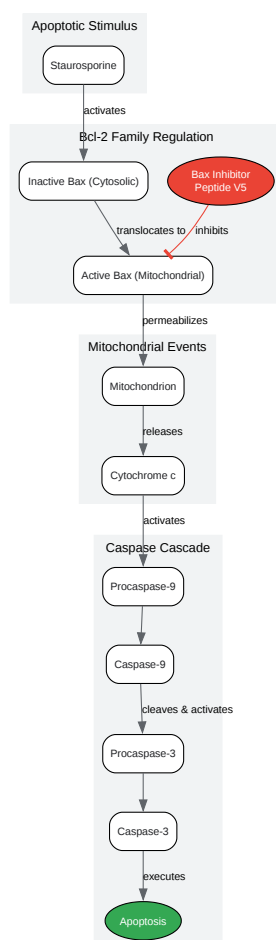 Apoptotic Stimulus
Staurosporine
activates
Bcl-2 Family Regulation
Inactive Bax (Cytosolic)
Bax Inhibitor
Peptide V5
translocates to
inhibits
Active Bax (Mitochondrial)
permeabilizes
Mitochondrial Events
Mitochondrion
releases
Cytochrome c
activates
Caspase Cascade
Procaspase-9
Caspase-9
cleaves & activates
Procaspase-3
Caspase-3
executes
Apoptosis